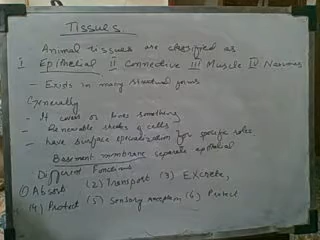 Tissues
Animal tissues are classified as
I Epithelial II Connective III Muscle IV Nervous
- Exists in many structural forms
Generally
- It covers or lines something
- Renewable sheets of cells
- have surface specialization for specific roles
Basement membrane separate epithelial
Different Functions
(1) Absorb (2) Transport (3) Excrete,
(4) Protect (5) Sensory reception, (6) Protect